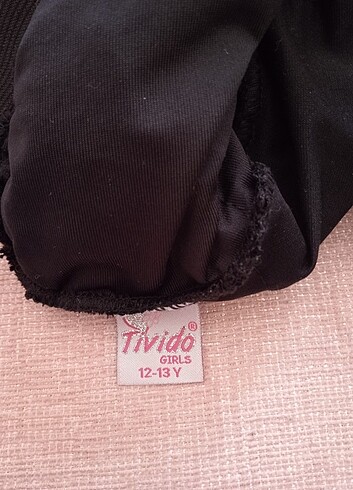 Tivido®
GIRLS
12-13 Y